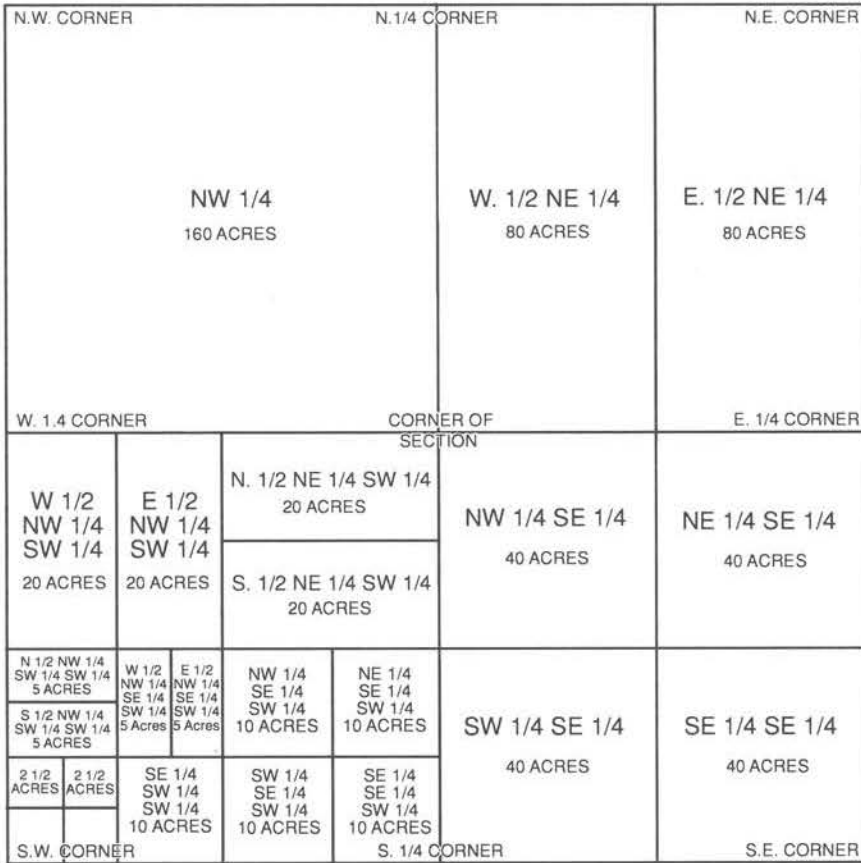 N.W. CORNER
N.1/4 CORNER
N.E. CORNER
NW 1/4
160 ACRES
W. 1/2 NE 1/4
80 ACRES
E. 1/2 NE 1/4
80 ACRES
W. 1.4 CORNER
CORNER OF
SECTION
E. 1/4 CORNER
W 1/2
NW 1/4
SW 1/4
20 ACRES
E 1/2
NW 1/4
SW 1/4
20 ACRES
N. 1/2 NE 1/4 SW 1/4
20 ACRES
S. 1/2 NE 1/4 SW 1/4
20 ACRES
NW 1/4 SE 1/4
40 ACRES
NE 1/4 SE 1/4
40 ACRES
N 1/2 NW 1/4
SW 1/4 SW 1/4
5 ACRES
S 1/2 NW 1/4
SW 1/4 SW 1/4
5 ACRES
W 1/2
NW 1/4
SE 1/4
SW 1/4
5 Acres
E 1/2
NW 1/4
SE 1/4
SW 1/4
5 Acres
NW 1/4
SE 1/4
SW 1/4
10 ACRES
NE 1/4
SE 1/4
SW 1/4
10 ACRES
SW 1/4 SE 1/4
40 ACRES
SE 1/4 SE 1/4
40 ACRES
2 1/2
ACRES
2 1/2
ACRES
SE 1/4
SW 1/4
SW 1/4
10 ACRES
SW 1/4
SE 1/4
SW 1/4
10 ACRES
SE 1/4
SE 1/4
SW 1/4
10 ACRES
S.W. CORNER
S. 1/4 CORNER
S.E. CORNER